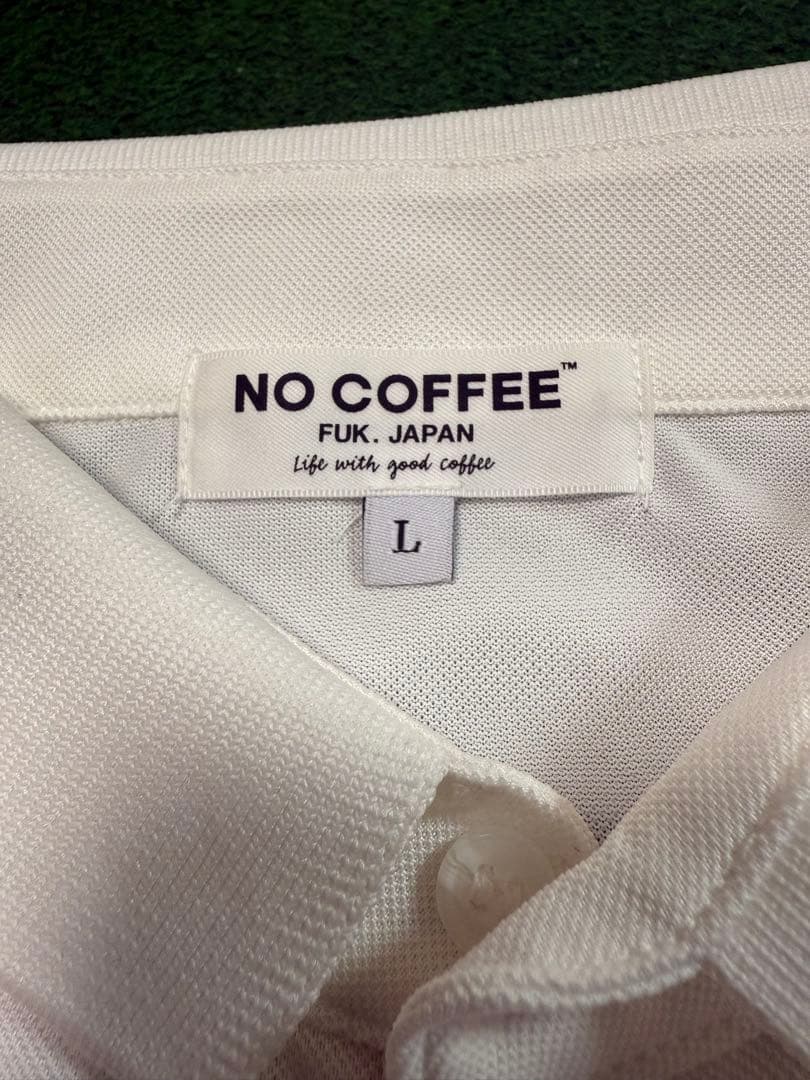 NO COFFEE™
FUK. JAPAN
Life with good coffee
L